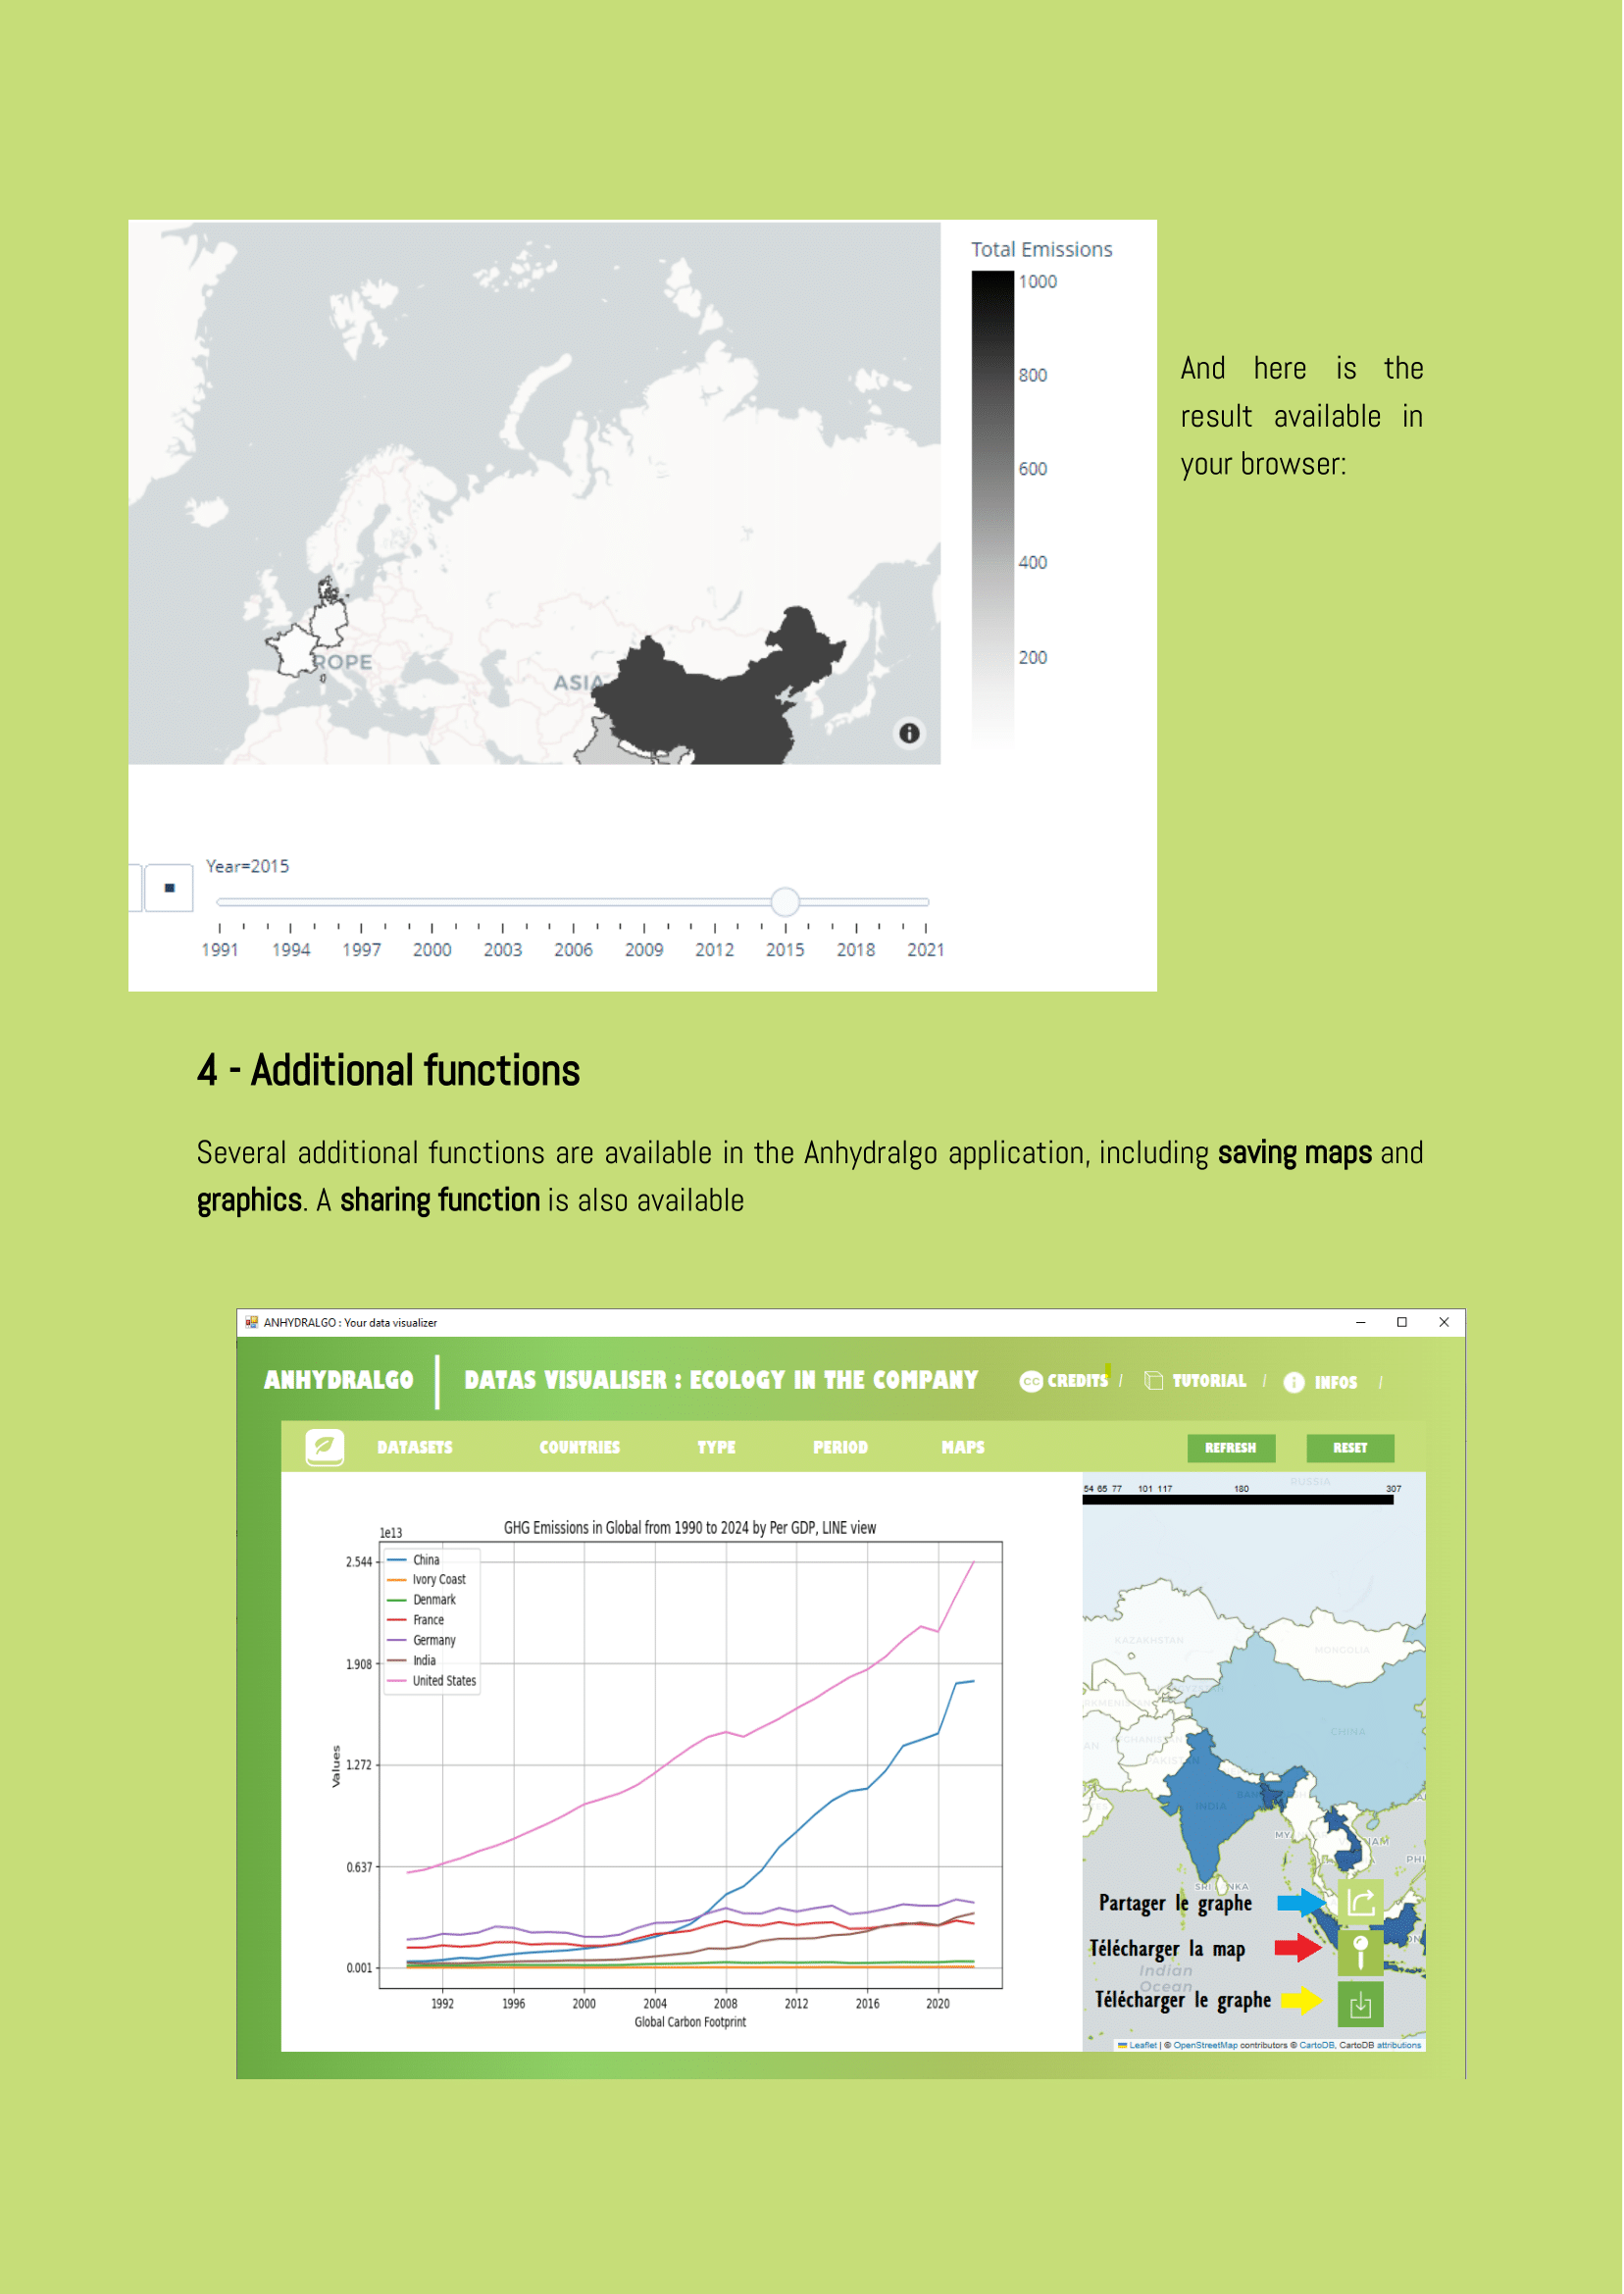 Total Emissions
1000
800
600
400
200
ROPE
ASIA
And here is the
result available in
your browser:
Year=2015
1991 1994 1997 2000 2003 2006 2009 2012 2015 2018 2021
4 - Additional functions
Several additional functions are available in the Anhydralgo application, including saving maps and
graphics. A sharing function is also available
ANHYDRALGO : Your data visualizer
ANHYDRALGO | DATAS VISUALISER : ECOLOGY IN THE COMPANY
CC CREDITS / TUTORIAL / INFOS /
DATASETS COUNTRIES TYPE PERIOD MAPS REFRESH RESET
RUSSIA
54 65 77 101 117 180 307
GHG Emissions in Global from 1990 to 2024 by Per GDP, LINE view
1e13
2.544
1.908
1.272
0.637
0.001
Values
China
Ivory Coast
Denmark
France
Germany
India
United States
1992 1996 2000 2004 2008 2012 2016 2020
Global Carbon Footprint
KAZAKHSTAN
MONGOLIA
CHINA
INDIA
Partager le graphe
Télécharger la map
Indian
Ocean
Télécharger le graphe
Leaflet | © OpenStreetMap contributors © CartoDB, CartoDB attributions